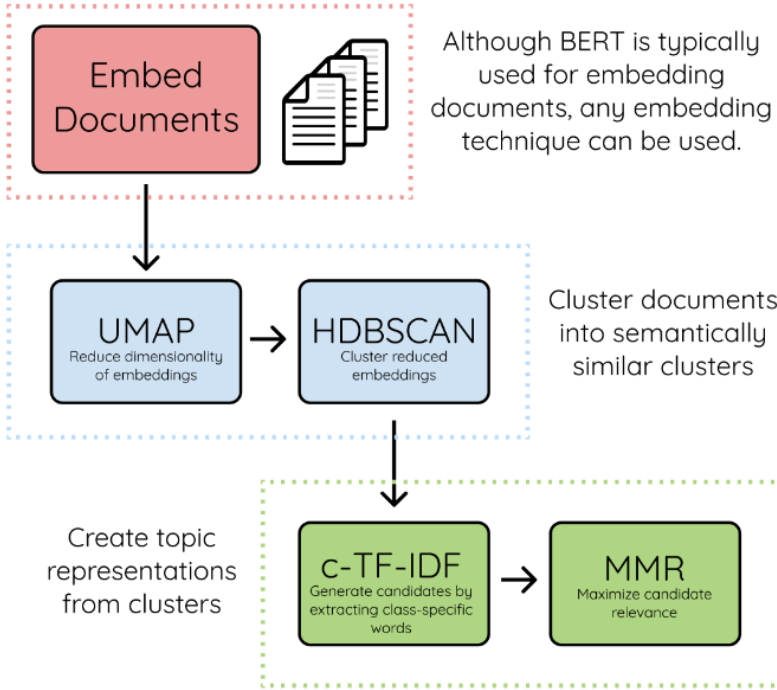 Embed
Documents
Although BERT is typically
used for embedding
documents, any embedding
technique can be used.
UMAP
Reduce dimensionality
of embeddings
HDBSCAN
Cluster reduced
embeddings
Cluster documents
into semantically
similar clusters
Create topic
representations
from clusters
c-TF-IDF
Generate candidates by
extracting class-specific
words
MMR
Maximize candidate
relevance